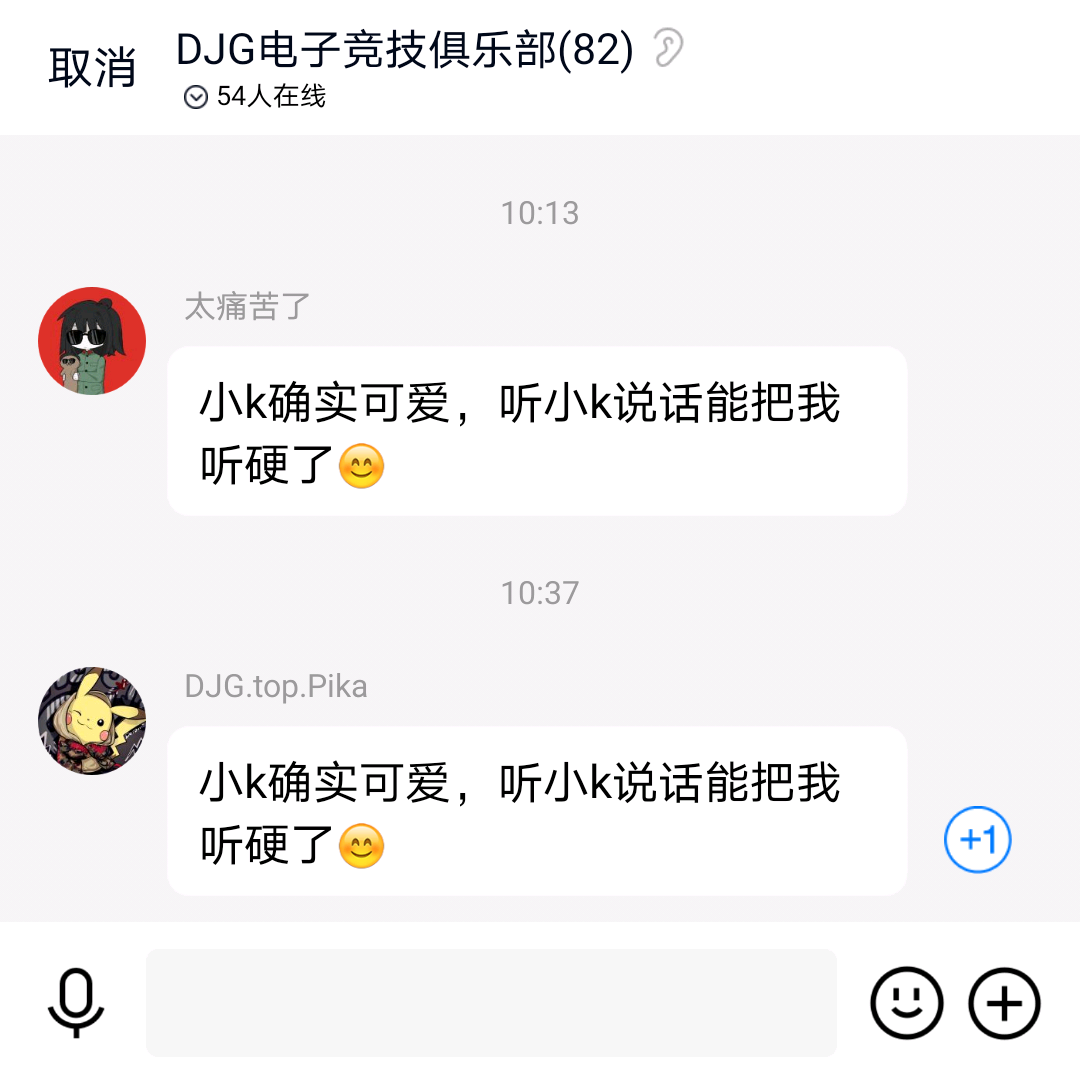 取消
DJG电子竞技俱乐部(82)
54人在线
10:13
太痛苦了
小k确实可爱，听小k说话能把我
听硬了😊
10:37
DJG.top.Pika
小k确实可爱，听小k说话能把我
听硬了😊
+1